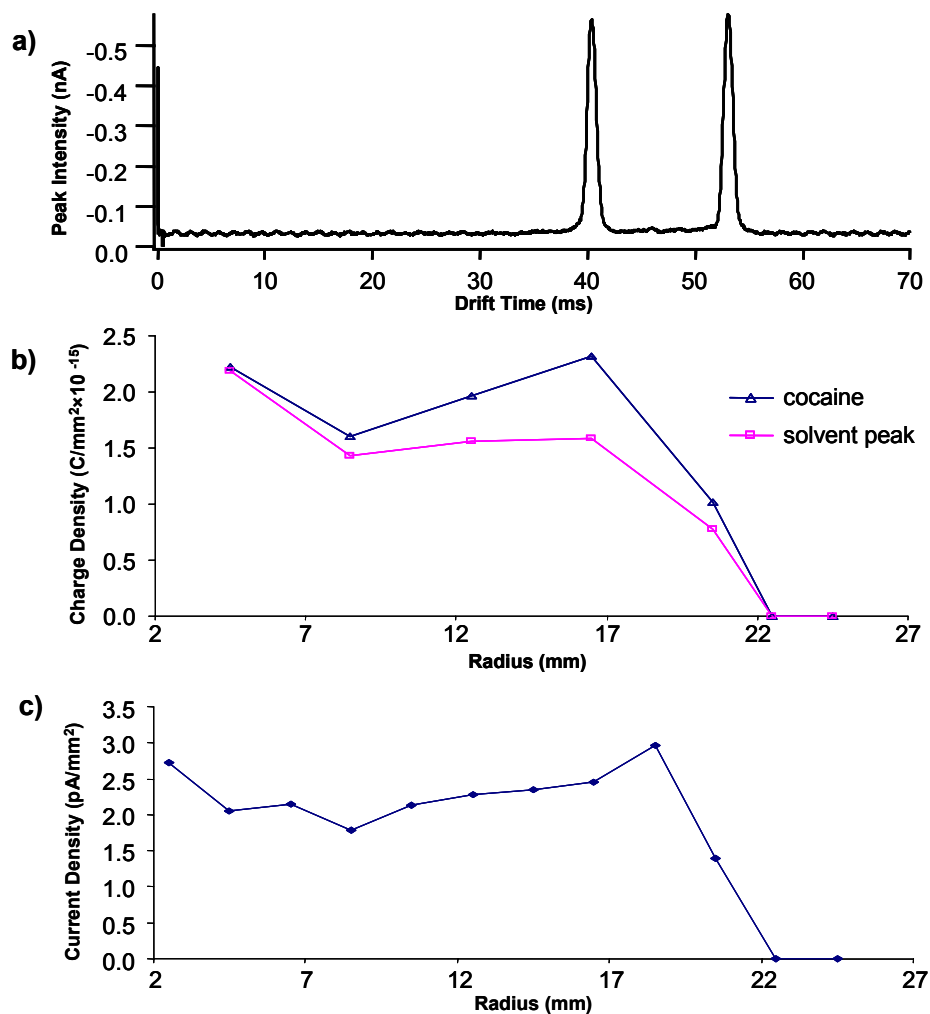 a)
Peak Intensity (nA)
-0.5
-0.4
-0.3
-0.2
-0.1
0.0
0 10 20 30 40 50 60 70
Drift Time (ms)
b)
Charge Density (C/mm²×10 ⁻¹⁵)
2.5
2.0
1.5
1.0
0.5
0.0
cocaine
solvent peak
2 7 12 17 22 27
Radius (mm)
c)
Current Density (pA/mm²)
3.5
3.0
2.5
2.0
1.5
1.0
0.5
0.0
2 7 12 17 22 27
Radius (mm)